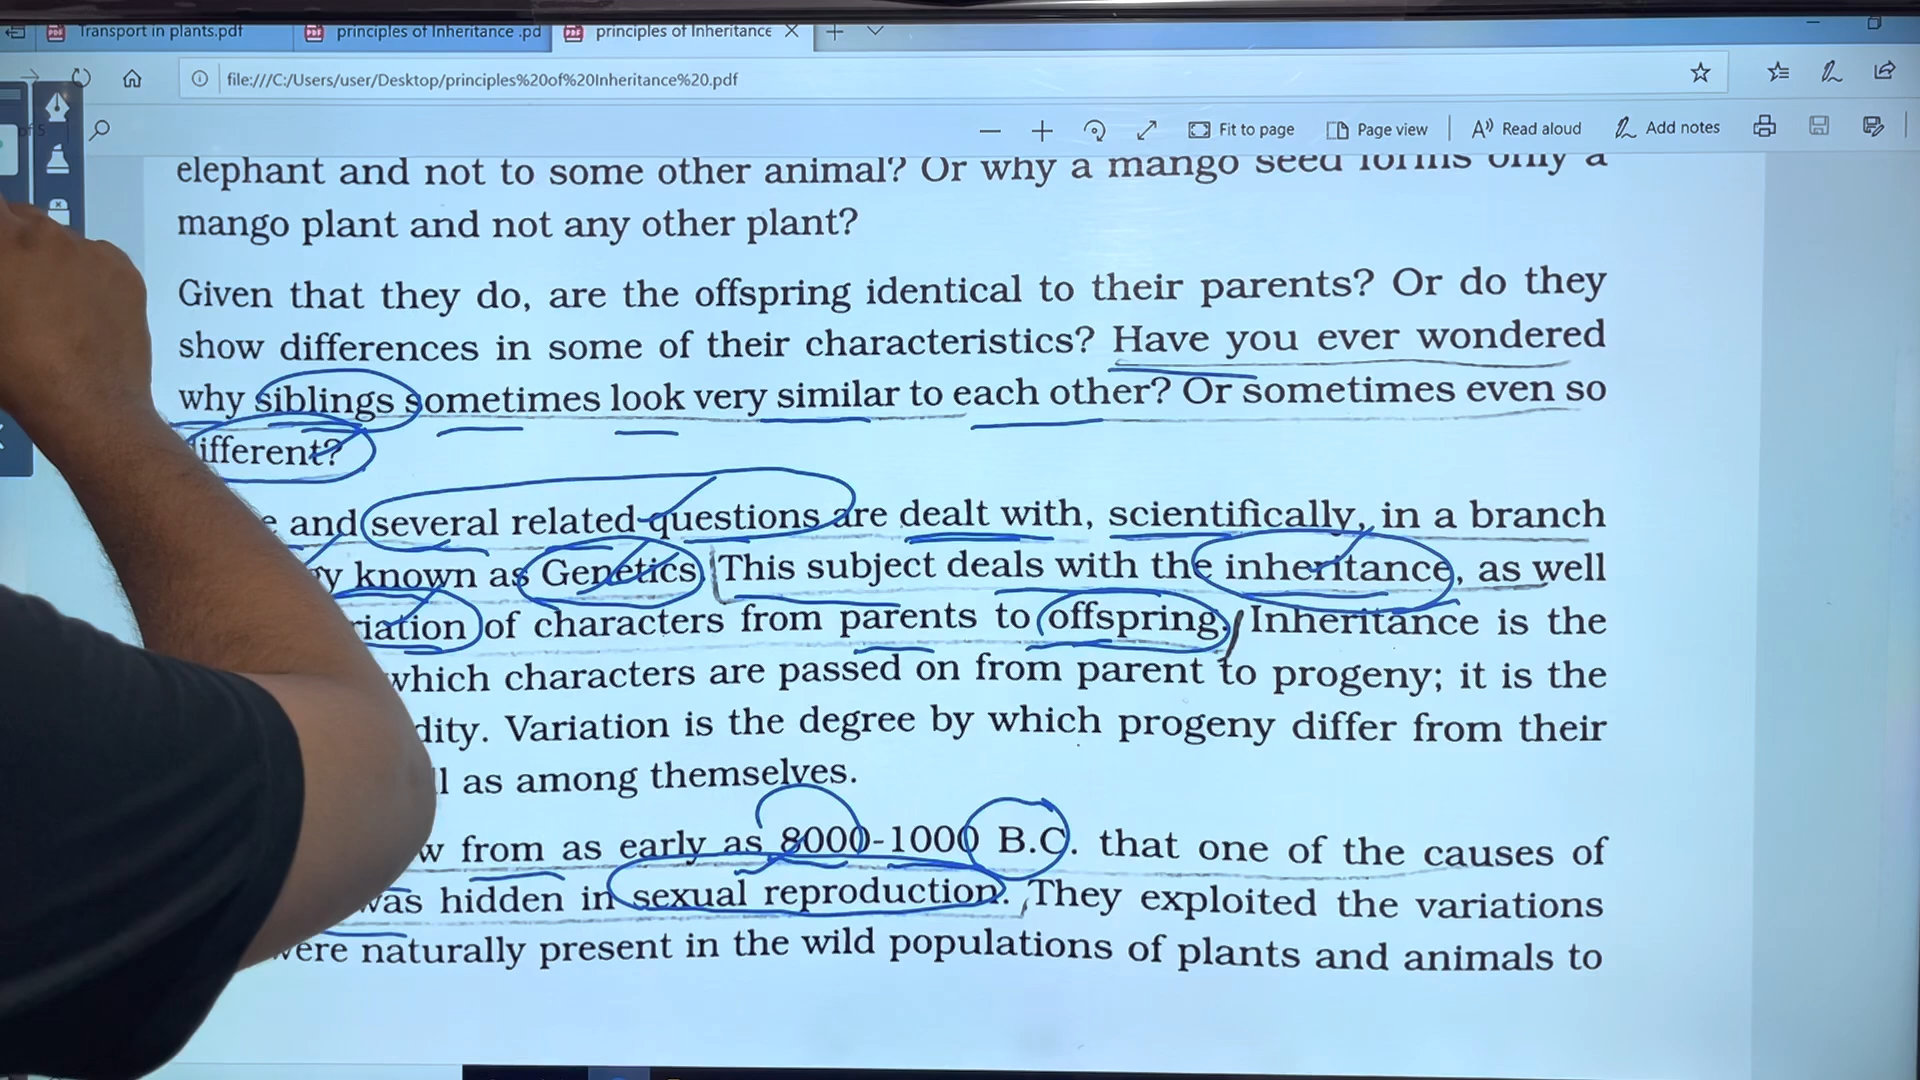 Transport in plants.pdf
principles of Inheritance .pd
principles of Inheritance
file:///C:/Users/user/Desktop/principles%20of%20Inheritance%20.pdf
of 5
Fit to page
Page view
Read aloud
Add notes
elephant and not to some other animal? Or why a mango seed forms only a
mango plant and not any other plant?
Given that they do, are the offspring identical to their parents? Or do they
show differences in some of their characteristics? Have you ever wondered
why siblings sometimes look very similar to each other? Or sometimes even so
ifferent?
e and several related questions are dealt with, scientifically, in a branch
gy known as Genetics. This subject deals with the inheritance, as well
riation of characters from parents to offspring. Inheritance is the
which characters are passed on from parent to progeny; it is the
dity. Variation is the degree by which progeny differ from their
ll as among themselves.
w from as early as 8000-1000 B.C. that one of the causes of
was hidden in sexual reproduction. They exploited the variations
were naturally present in the wild populations of plants and animals to